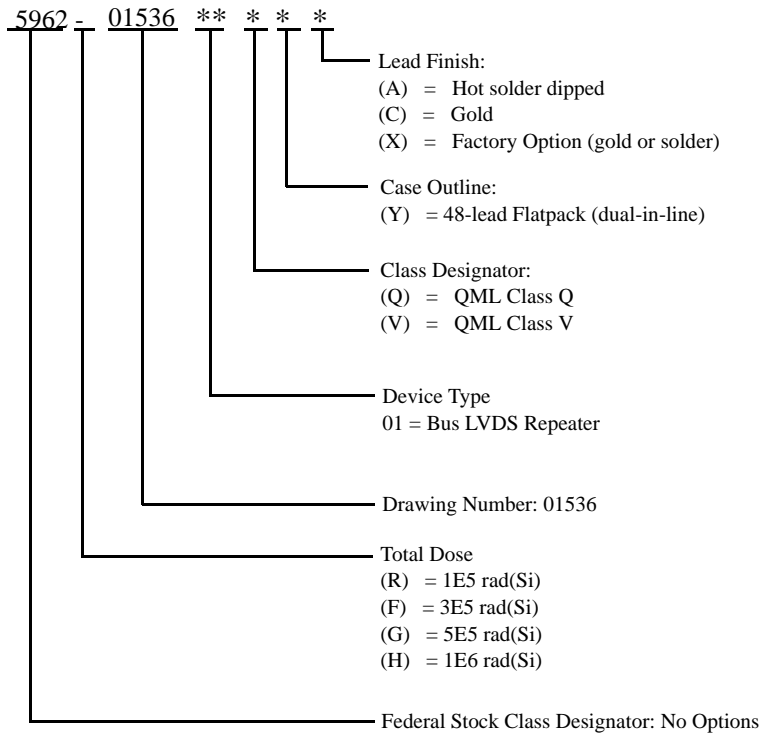 5962 - 01536 ** * * *
Lead Finish:
(A) = Hot solder dipped
(C) = Gold
(X) = Factory Option (gold or solder)
Case Outline:
(Y) = 48-lead Flatpack (dual-in-line)
Class Designator:
(Q) = QML Class Q
(V) = QML Class V
Device Type
01 = Bus LVDS Repeater
Drawing Number: 01536
Total Dose
(R) = 1E5 rad(Si)
(F) = 3E5 rad(Si)
(G) = 5E5 rad(Si)
(H) = 1E6 rad(Si)
Federal Stock Class Designator: No Options